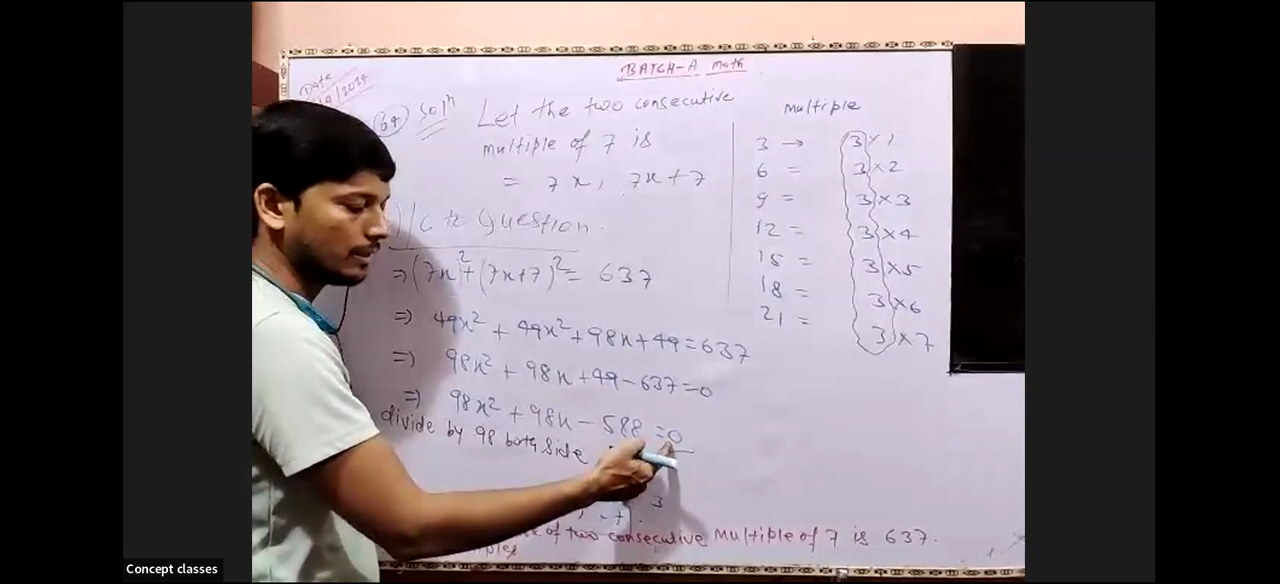 BATCH-A Math
Date
/9/2024
64 Solⁿ Let the two consecutive
multiple of 7 is
= 7x, 7x+7
A/C to Question.
⇒ (7x)² + (7x+7)² = 637
⇒ 49x² + 49x² + 98x + 49 = 637
⇒ 98x² + 98x + 49 - 637 = 0
⇒ 98x² + 98x - 588 = 0
divide by 98 both side
multiple
3 → 3 × 1
6 = 3 × 2
9 = 3 × 3
12 = 3 × 4
15 = 3 × 5
18 = 3 × 6
21 = 3 × 7
3
of two consecutive multiple of 7 is 637.
Concept classes